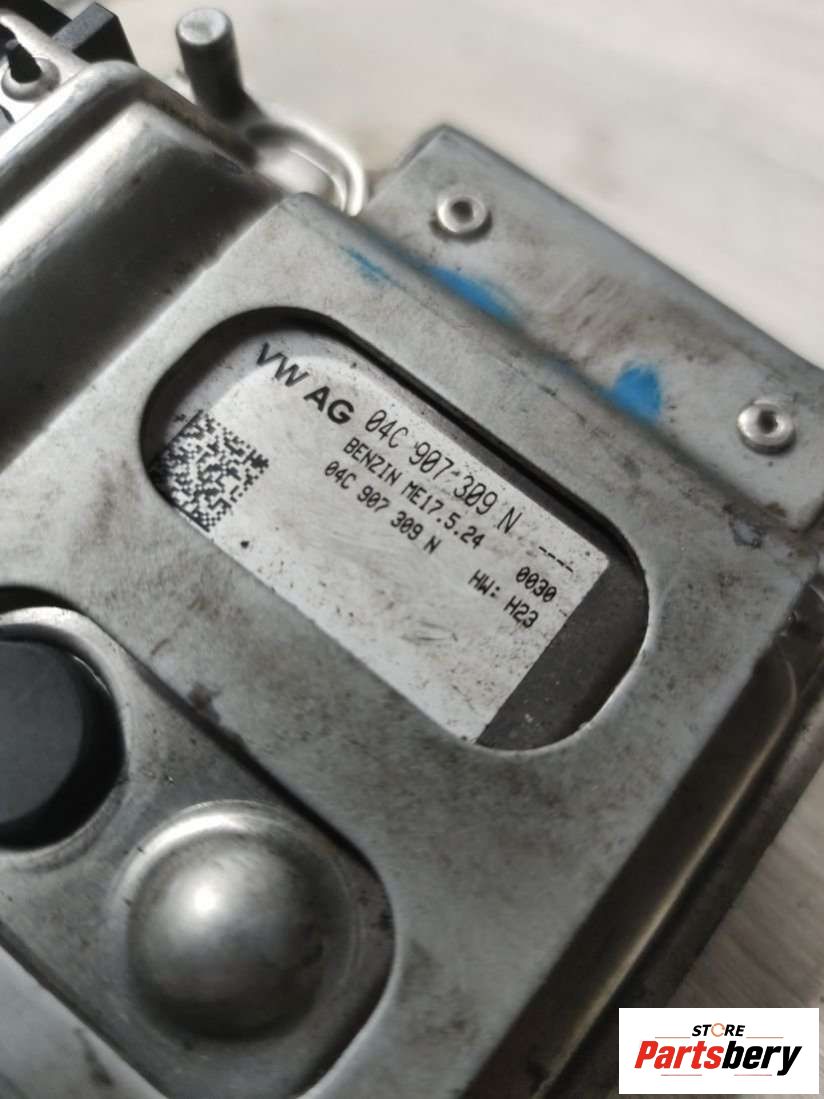 VW AG 04C 907 309 N ----
BENZIN ME17.5.24 0030
04C 907 309 N HW: H23
STORE
Partsbery